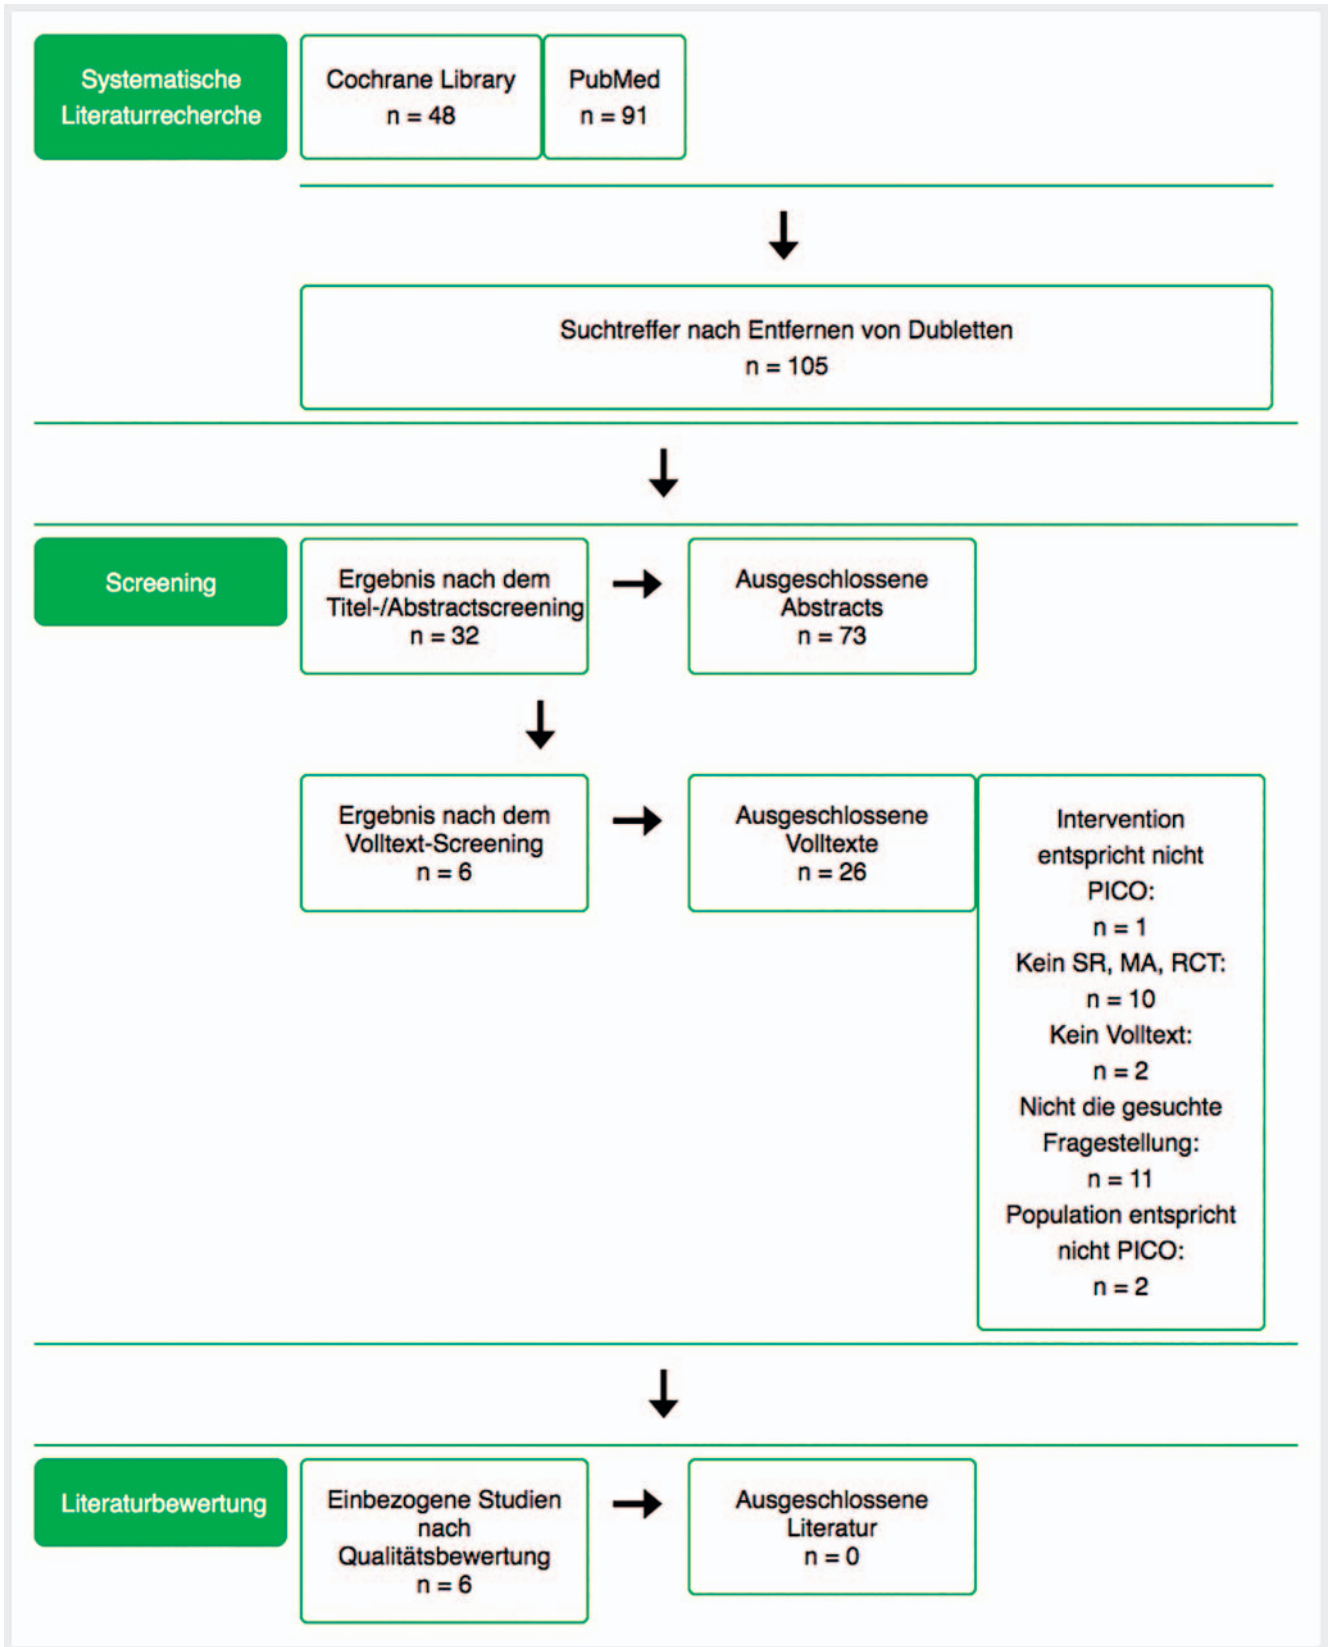 Systematische
Literaturrecherche
Cochrane Library
n = 48
PubMed
n = 91
Suchtreffer nach Entfernen von Dubletten
n = 105
Screening
Ergebnis nach dem
Titel-/Abstractscreening
n = 32
Ausgeschlossene
Abstracts
n = 73
Ergebnis nach dem
Volltext-Screening
n = 6
Ausgeschlossene
Volltexte
n = 26
Intervention
entspricht nicht
PICO:
n = 1
Kein SR, MA, RCT:
n = 10
Kein Volltext:
n = 2
Nicht die gesuchte
Fragestellung:
n = 11
Population entspricht
nicht PICO:
n = 2
Literaturbewertung
Einbezogene Studien
nach
Qualitätsbewertung
n = 6
Ausgeschlossene
Literatur
n = 0